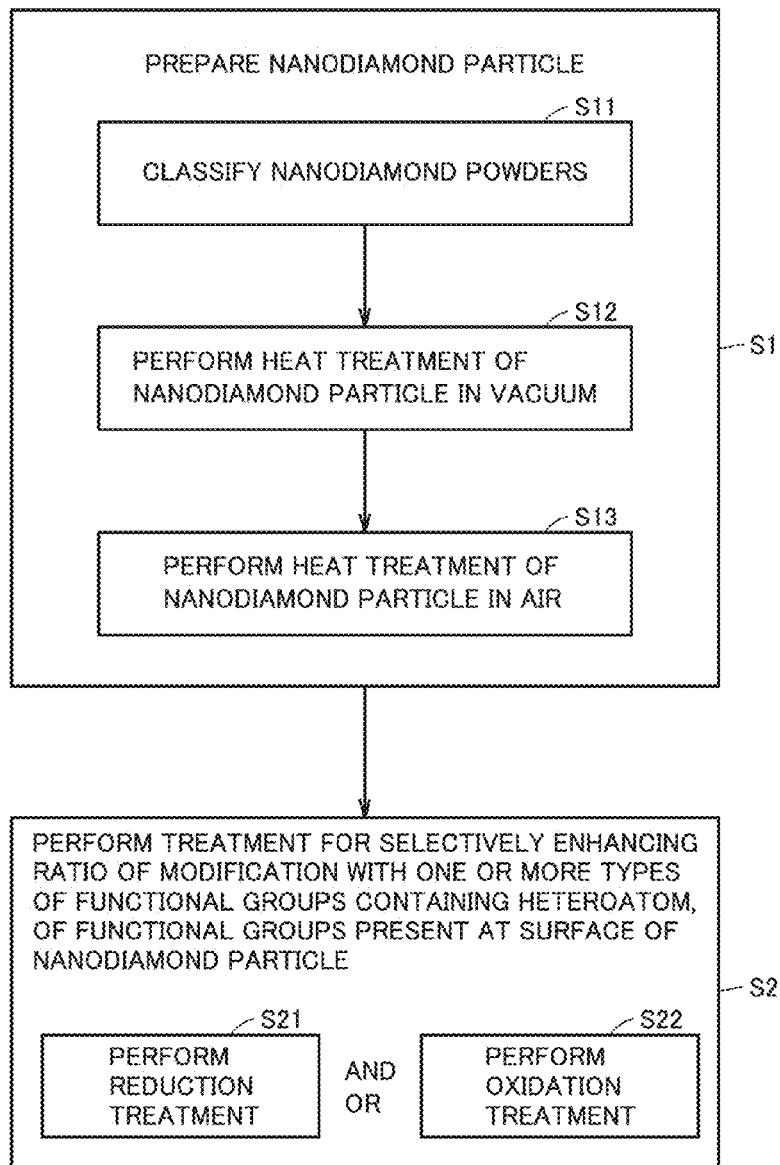 PREPARE NANODIAMOND PARTICLE
S11
CLASSIFY NANODIAMOND POWDERS
S12
PERFORM HEAT TREATMENT OF
NANODIAMOND PARTICLE IN VACUUM
S1
S13
PERFORM HEAT TREATMENT OF
NANODIAMOND PARTICLE IN AIR
PERFORM TREATMENT FOR SELECTIVELY ENHANCING
RATIO OF MODIFICATION WITH ONE OR MORE TYPES
OF FUNCTIONAL GROUPS CONTAINING HETEROATOM,
OF FUNCTIONAL GROUPS PRESENT AT SURFACE OF
NANODIAMOND PARTICLE
S2
S21
PERFORM
REDUCTION
TREATMENT
AND
OR
S22
PERFORM
OXIDATION
TREATMENT